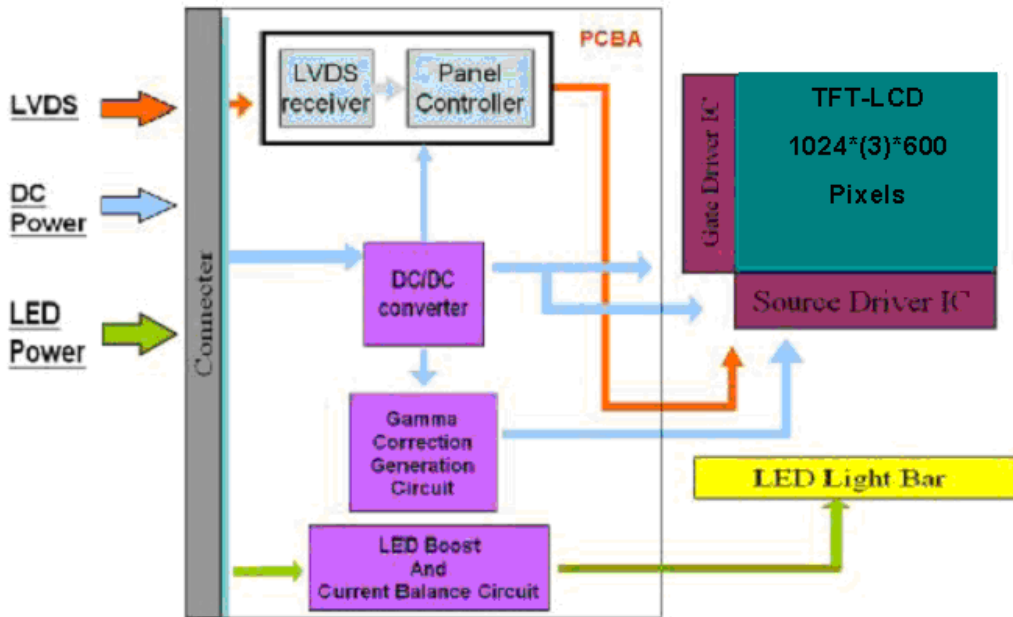 PCBA
LVDS
receiver
Panel
Controller
LVDS
DC
Power
LED
Power
Connecter
DC/DC
converter
Gamma
Correction
Generation
Circuit
LED Boost
And
Current Balance Circuit
Gate Driver IC
TFT-LCD
1024*(3)*600
Pixels
Source Driver IC
LED Light Bar